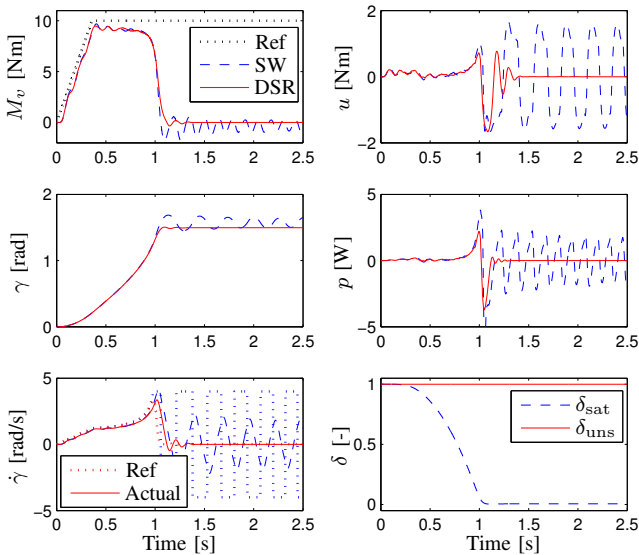 10
5
0
M_v [Nm]
Ref
SW
DSR
0 0.5 1 1.5 2 2.5
2
0
−2
u [Nm]
0 0.5 1 1.5 2 2.5
2
1
0
γ [rad]
0 0.5 1 1.5 2 2.5
5
0
−5
p [W]
0 0.5 1 1.5 2 2.5
5
0
−5
γ̇ [rad/s]
Ref
Actual
0 0.5 1 1.5 2 2.5
Time [s]
1
0.5
0
δ [-]
δ_sat
δ_uns
0 0.5 1 1.5 2 2.5
Time [s]